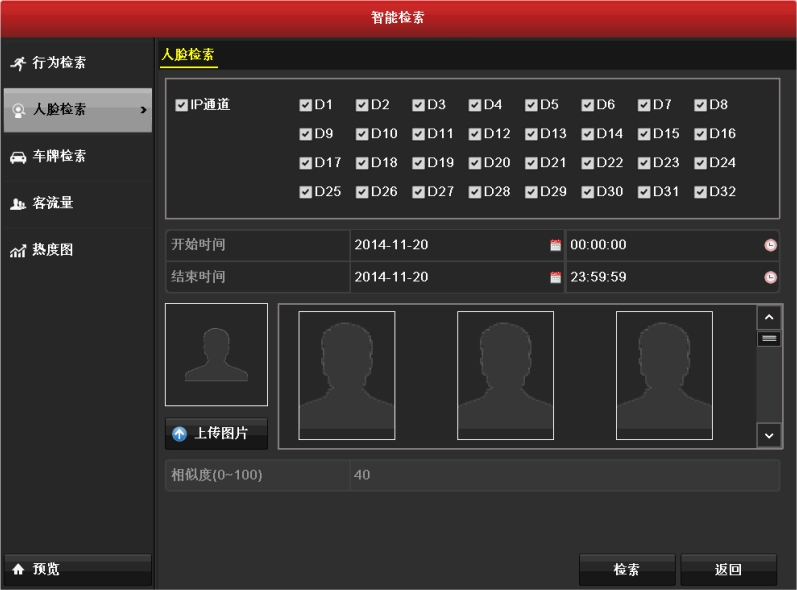 智能检索
行为检索
人脸检索
车牌检索
客流量
热度图
预览
人脸检索
IP通道 D1 D2 D3 D4 D5 D6 D7 D8
D9 D10 D11 D12 D13 D14 D15 D16
D17 D18 D19 D20 D21 D22 D23 D24
D25 D26 D27 D28 D29 D30 D31 D32
开始时间 2014-11-20 00:00:00
结束时间 2014-11-20 23:59:59
上传图片
相似度(0~100) 40
检索 返回